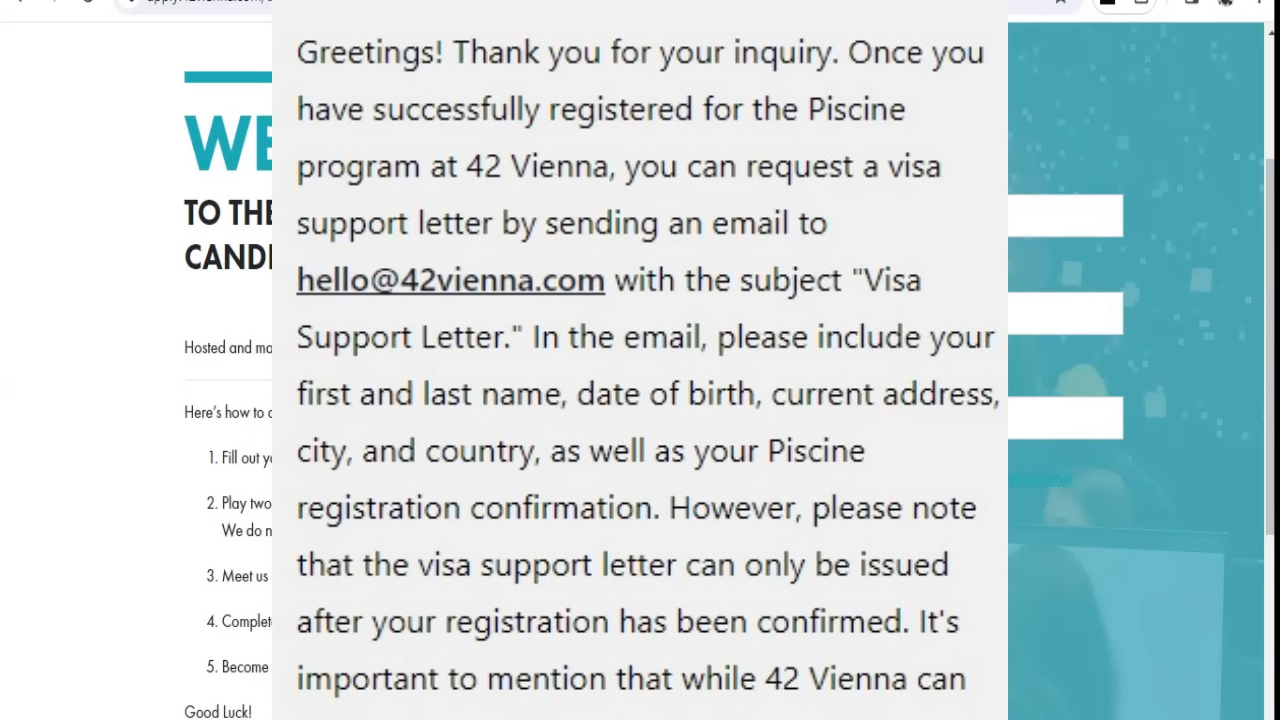 Greetings! Thank you for your inquiry. Once you
have successfully registered for the Piscine
program at 42 Vienna, you can request a visa
support letter by sending an email to
hello@42vienna.com with the subject "Visa
Support Letter." In the email, please include your
first and last name, date of birth, current address,
city, and country, as well as your Piscine
registration confirmation. However, please note
that the visa support letter can only be issued
after your registration has been confirmed. It's
important to mention that while 42 Vienna can
WE
TO THE
CANDI
Hosted and ma
Here's how to
1. Fill out
2. Play two
We do
3. Meet us
4. Complet
5. Become
Good Luck!